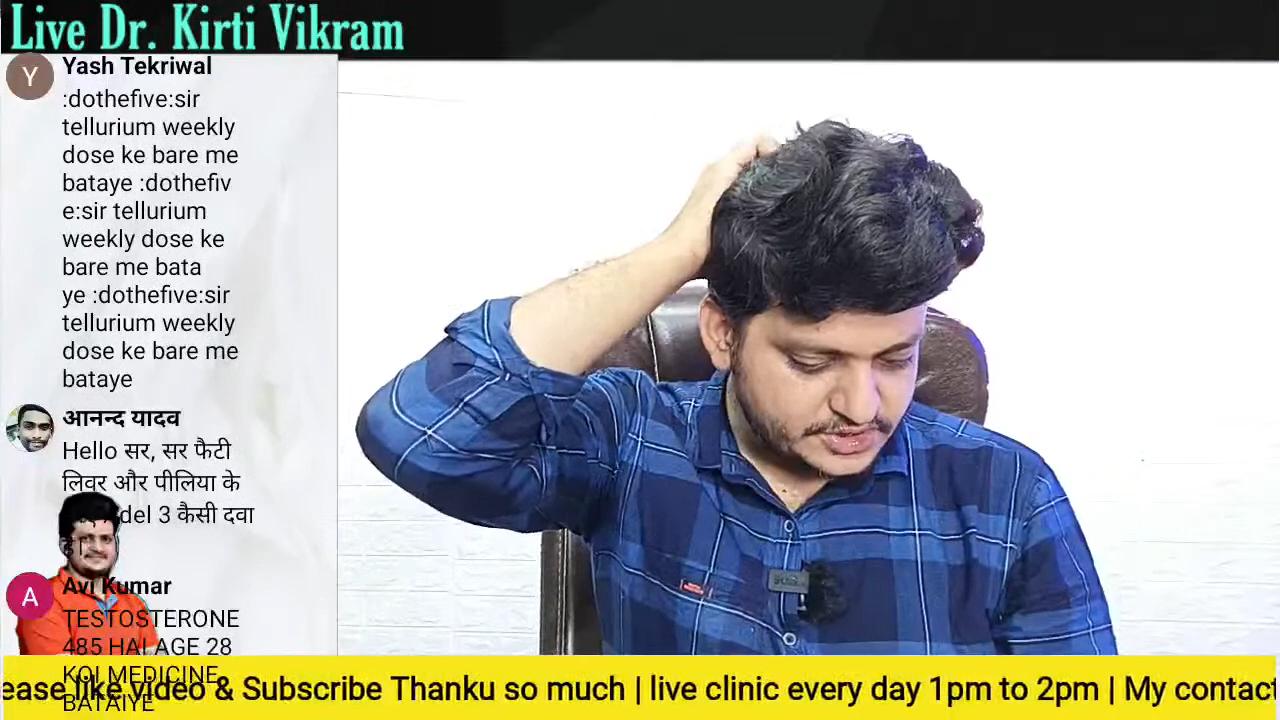 Live Dr. Kirti Vikram
Y
Yash Tekriwal
:dothefive:sir
tellurium weekly
dose ke bare me
bataye :dothefiv
e:sir tellurium
weekly dose ke
bare me bata
ye :dothefive:sir
tellurium weekly
dose ke bare me
bataye
आनन्द यादव
Hello सर, सर फैटी
लिवर और पीलिया के
del 3 कैसी दवा
A
Avi Kumar
TESTOSTERONE
485 HAI AGE 28
KOI MEDICINE
BATAIYE
ease like video & Subscribe Thanku so much | live clinic every day 1pm to 2pm | My contact